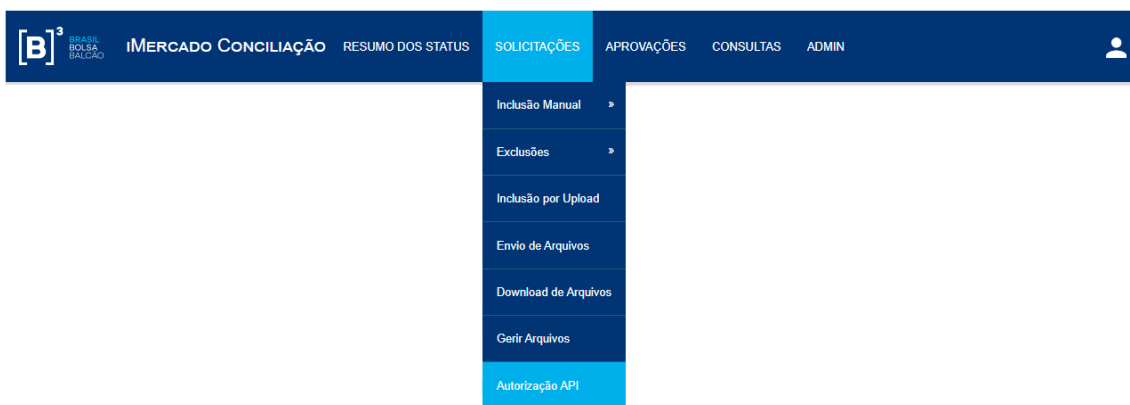 [B]³ BRASIL BOLSA BALCÃO
IMERCADO CONCILIAÇÃO
RESUMO DOS STATUS
SOLICITAÇÕES
APROVAÇÕES
CONSULTAS
ADMIN
Inclusão Manual »
Exclusões »
Inclusão por Upload
Envio de Arquivos
Download de Arquivos
Gerir Arquivos
Autorização API